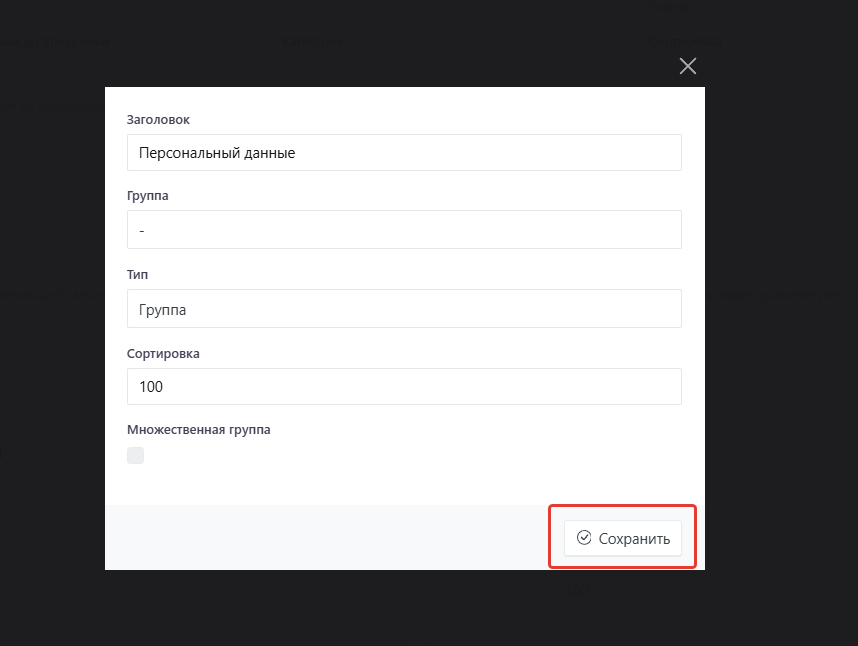 Заголовок
Персональный данные
Группа
-
Тип
Группа
Сортировка
100
Множественная группа
Сохранить